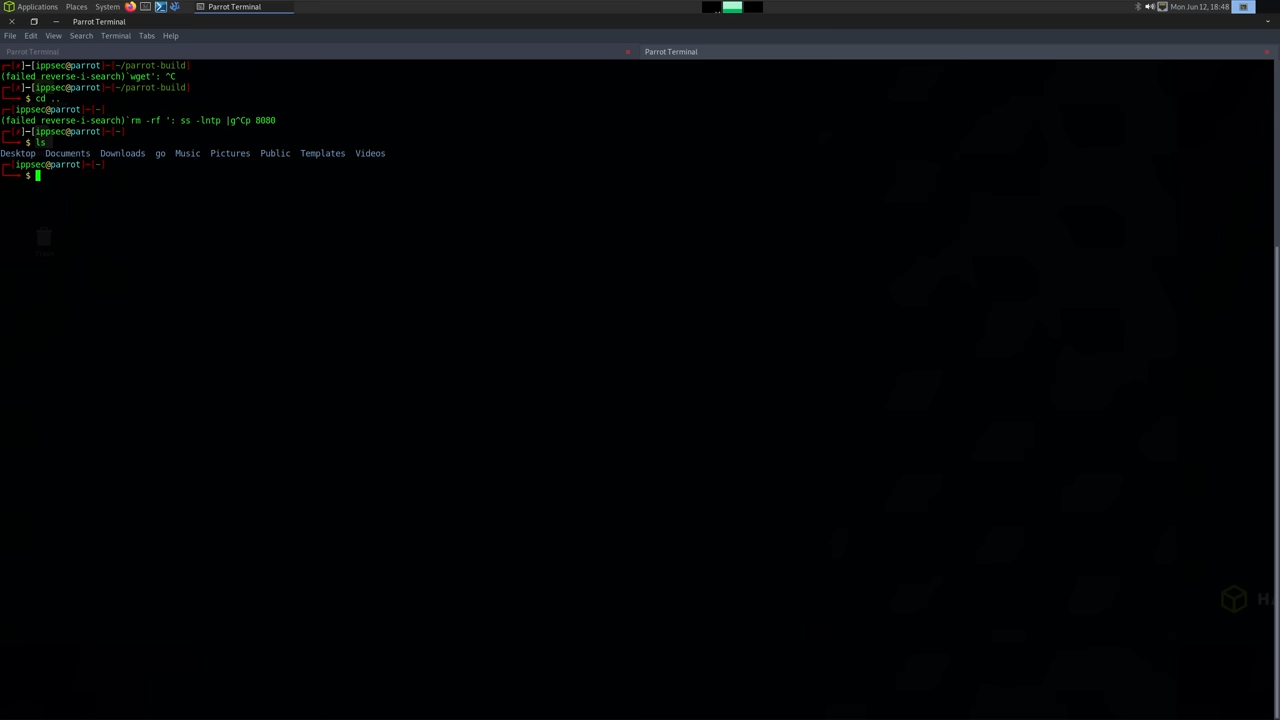 Applications Places System Parrot Terminal Mon Jun 12, 18:48
Parrot Terminal
File Edit View Search Terminal Tabs Help
Parrot Terminal Parrot Terminal
┌─[✗]─[ippsec@parrot]─[~/parrot-build]
(failed reverse-i-search)`wget': ^C
┌─[✗]─[ippsec@parrot]─[~/parrot-build]
└──╼ $ cd ..
┌─[ippsec@parrot]─[~]
(failed reverse-i-search)`rm -rf ': ss -lntp |g^Cp 8080
┌─[✗]─[ippsec@parrot]─[~]
└──╼ $ ls
Desktop Documents Downloads go Music Pictures Public Templates Videos
┌─[ippsec@parrot]─[~]
└──╼ $